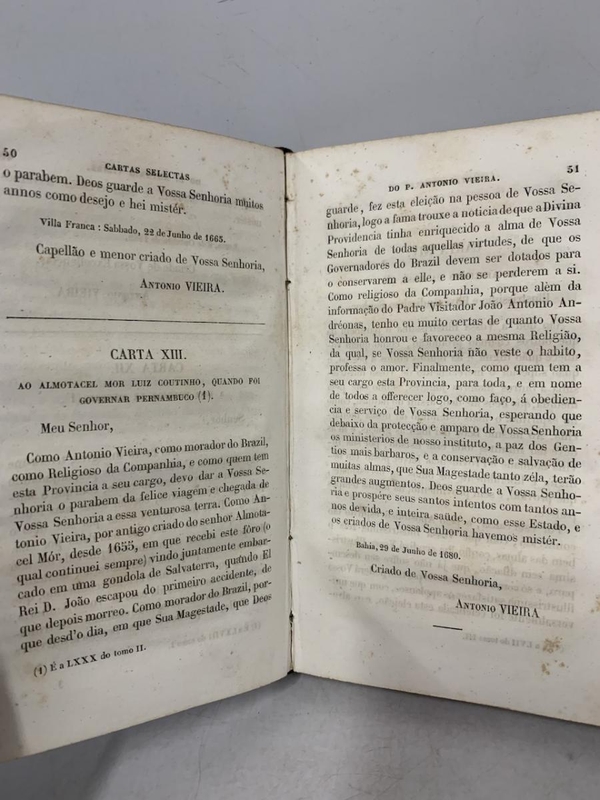 50
CARTAS SELECTAS
o parabem. Deos guarde a Vossa Senhoria muitos
annos como desejo e hei mistér.
Villa Franca : Sabbado, 22 de Junho de 1665.
Capellão e menor criado de Vossa Senhoria,
ANTONIO VIEIRA.
CARTA XIII.
AO ALMOTACEL MOR LUIZ COUTINHO, QUANDO FOI
GOVERNAR PERNAMBUCO (1).
Meu Senhor,
Como Antonio Vieira, como morador do Brazil,
como Religioso da Companhia, e como quem tem
esta Provincia a seu cargo, devo dar a Vossa Se-
nhoria o parabem da felice viagem e chegada de
Vossa Senhoria a essa venturosa terra. Como An-
tonio Vieira, por antigo criado do senhor Almota-
cel Mór, desde 1655, em que recebi este fôro (o
qual continuei sempre) vindo juntamente embar-
cado em uma gondola de Salvaterra, quando El
Rei D. João escapou do primeiro accidente, de
que depois morreo. Como morador do Brazil, por-
que desd'o dia, em que Sua Magestade, que Deos
(1) É a LXXX do tomo II.
DO P. ANTONIO VIEIRA.
51
guarde, fez esta eleição na pessoa de Vossa Se-
nhoria, logo a fama trouxe a noticia de que a Divina
Providencia tinha enriquecido a alma de Vossa
Senhoria de todas aquellas virtudes, de que os
Governadores do Brazil devem ser dotados para
o conservarem a elle, e não se perderem a si.
Como religioso da Companhia, porque além da
informação do Padre Visitador João Antonio An-
dréonas, tenho eu muito certas de quanto Vossa
Senhoria honrou e favoreceo a mesma Religião,
da qual, se Vossa Senhoria não veste o habito,
professa o amor. Finalmente, como quem tem a
seu cargo esta Provincia, para toda, e em nome
de todos a offerecer logo, como faço, á obedien-
cia e serviço de Vossa Senhoria, esperando que
debaixo da protecção e amparo de Vossa Senhoria
os ministerios de nosso instituto, a paz dos Gen-
tios mais barbaros, e a conservação e salvação de
muitas almas, que Sua Magestade tanto zéla, terão
grandes augmentos. Deos guarde a Vossa Senho-
ria e prospére seus santos intentos com tantos an-
nos de vida, e inteira saúde, como esse Estado, e
os criados de Vossa Senhoria havemos mistér.
Bahia, 29 de Junho de 1680.
Criado de Vossa Senhoria,
ANTONIO VIEIRA